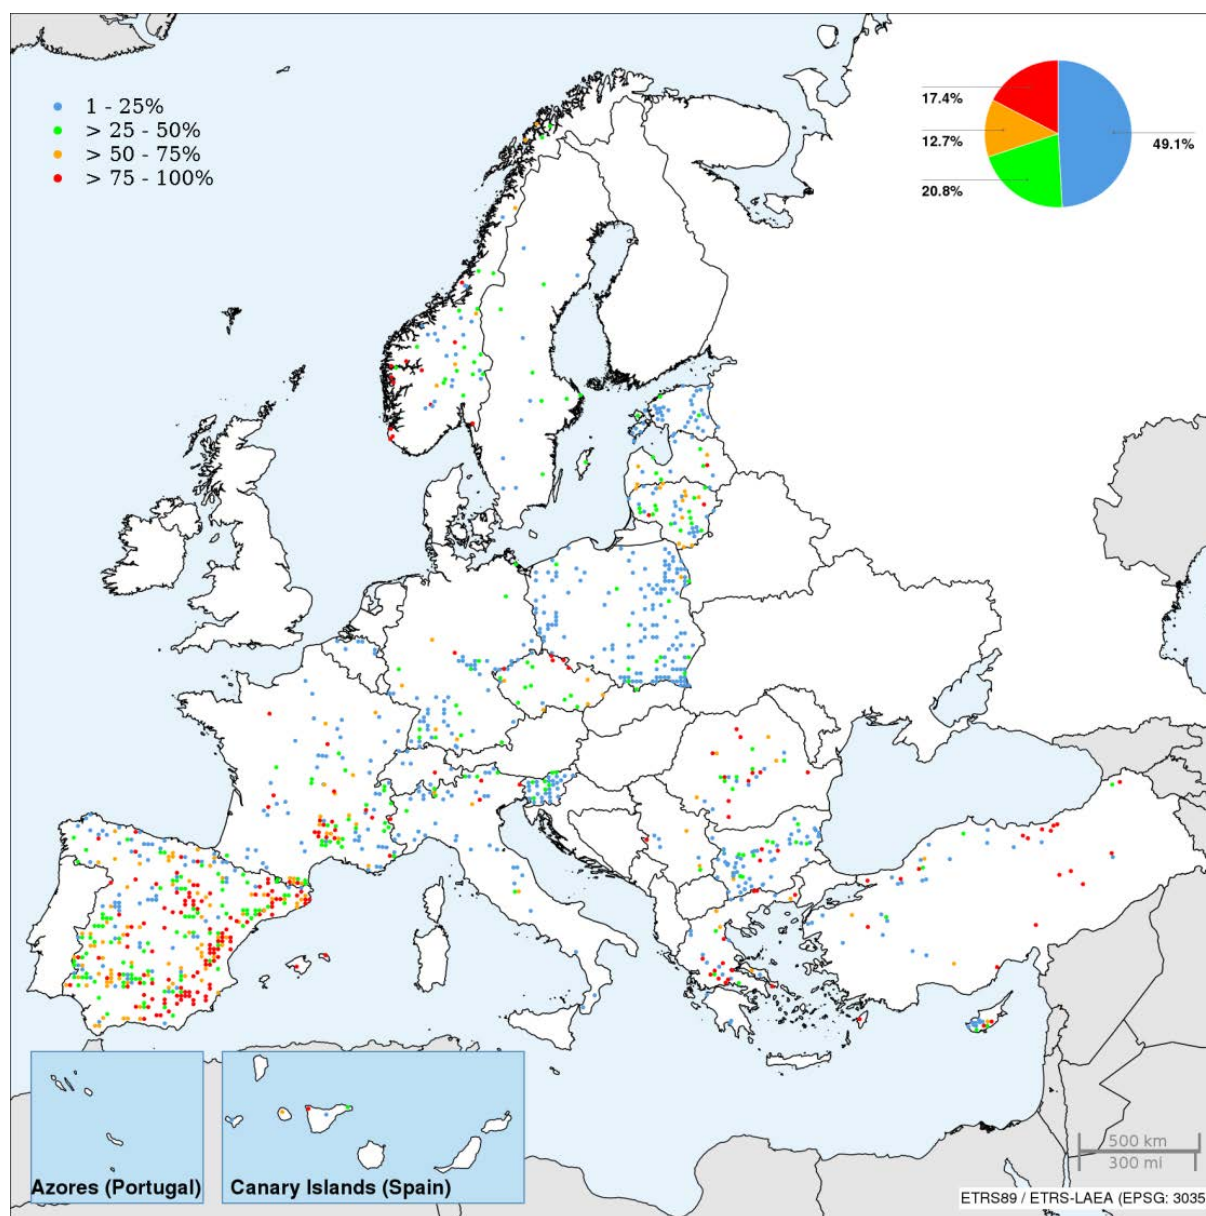 1 - 25%
> 25 - 50%
> 50 - 75%
> 75 - 100%
17.4%
12.7%
20.8%
49.1%
Azores (Portugal)
Canary Islands (Spain)
500 km
300 mi
ETRS89 / ETRS-LAEA (EPSG: 3035